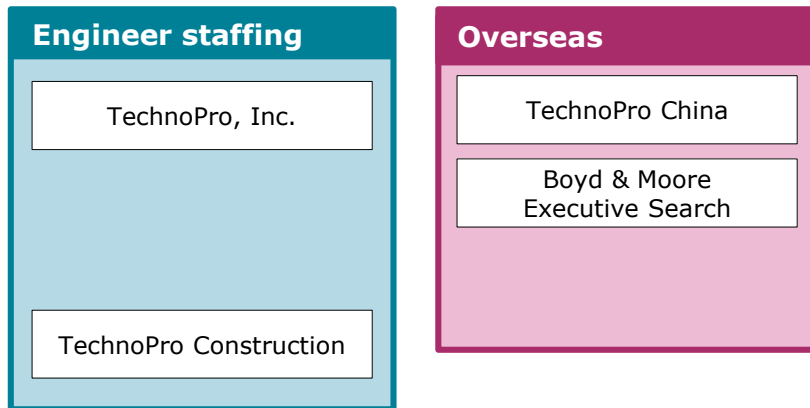 Engineer staffing
TechnoPro, Inc.
TechnoPro Construction
Overseas
TechnoPro China
Boyd & Moore
Executive Search